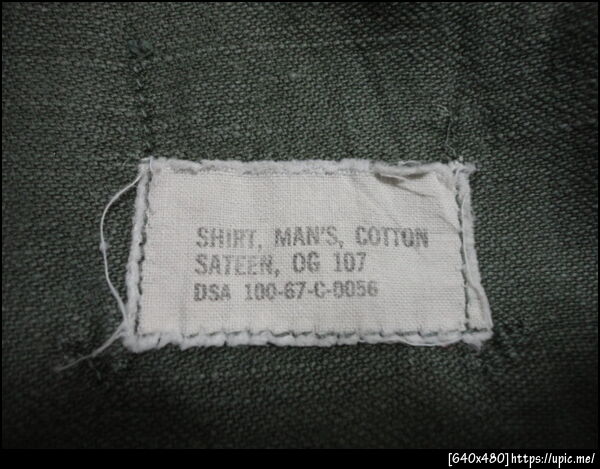 SHIRT, MAN'S, COTTON
SATEEN, OG 107
DSA 100-67-C-0056
[640x480]https://upic.me/